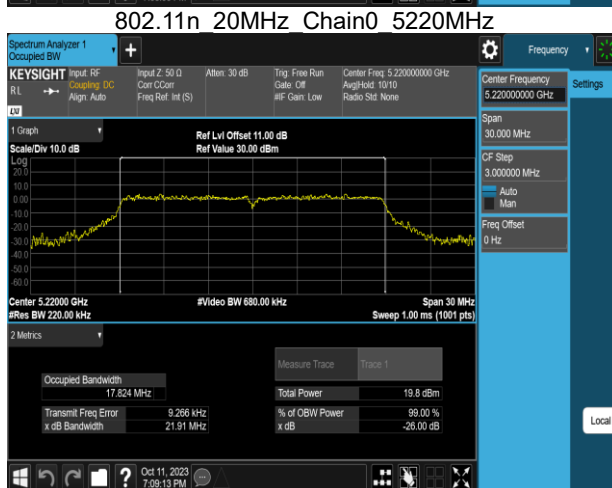 802.11n_20MHz_Chain0_5220MHz
Spectrum Analyzer 1
Occupied BW
Frequency
KEYSIGHT
RL
Input: RF
Coupling: DC
Align: Auto
Input Z: 50 Ω
Corr CCorr
Freq Ref: Int (S)
Atten: 30 dB
Trig: Free Run
Gate: Off
#IF Gain: Low
Center Freq: 5.220000000 GHz
Avg|Hold: 10/10
Radio Std: None
LXI
Center Frequency
5.220000000 GHz
Settings
Span
30.000 MHz
CF Step
3.000000 MHz
Auto
Man
Freq Offset
0 Hz
1 Graph
Scale/Div 10.0 dB
Ref Lvl Offset 11.00 dB
Ref Value 30.00 dBm
Log
20.0
10.0
0.00
-10.0
-20.0
-30.0
-40.0
-50.0
-60.0
Center 5.22000 GHz
#Video BW 680.00 kHz
Span 30 MHz
#Res BW 220.00 kHz
Sweep 1.00 ms (1001 pts)
2 Metrics
Measure Trace
Trace 1
Occupied Bandwidth
17.824 MHz
Total Power
19.8 dBm
Transmit Freq Error
9.266 kHz
% of OBW Power
99.00 %
x dB Bandwidth
21.91 MHz
x dB
-26.00 dB
Local
Oct 11, 2023
7:09:13 PM